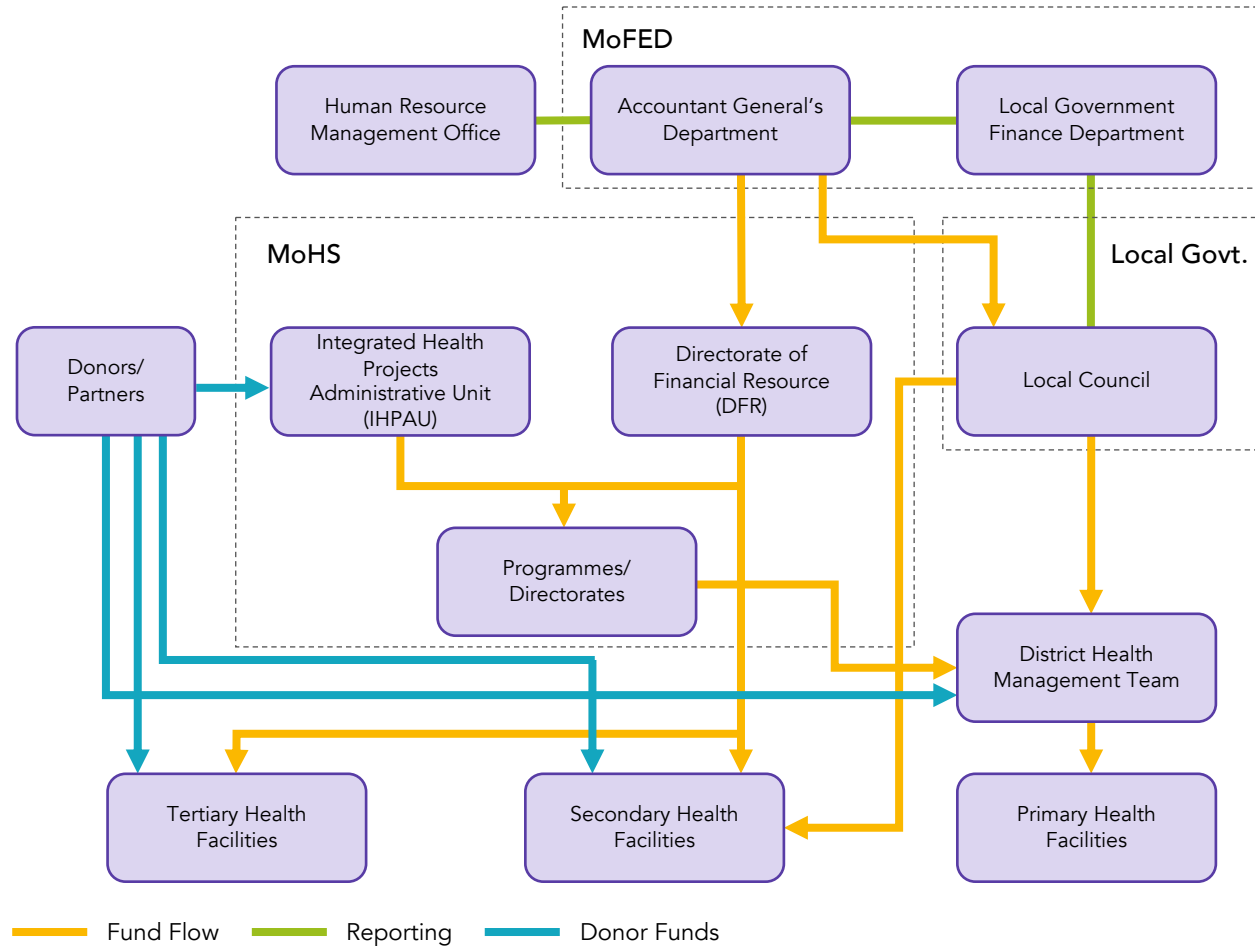 MoFED
Human Resource
Management Office
Accountant General's
Department
Local Government
Finance Department
MoHS
Local Govt.
Donors/
Partners
Integrated Health
Projects
Administrative Unit
(IHPAU)
Directorate of
Financial Resource
(DFR)
Local Council
Programmes/
Directorates
District Health
Management Team
Tertiary Health
Facilities
Secondary Health
Facilities
Primary Health
Facilities
Fund Flow
Reporting
Donor Funds